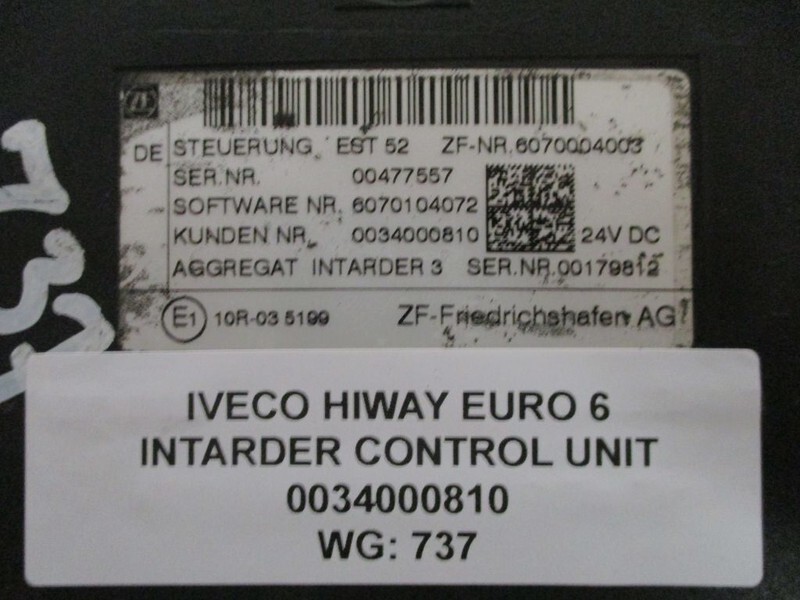 ZF
DE STEUERUNG EST 52 ZF-NR.6070004003
SER.NR. 00477557
SOFTWARE NR. 6070104072
KUNDEN NR. 0034000810 24V DC
AGGREGAT INTARDER 3 SER.NR.00179812
E1 10R-03 5199 ZF-Friedrichshafen AG
737
IVECO HIWAY EURO 6
INTARDER CONTROL UNIT
0034000810
WG: 737